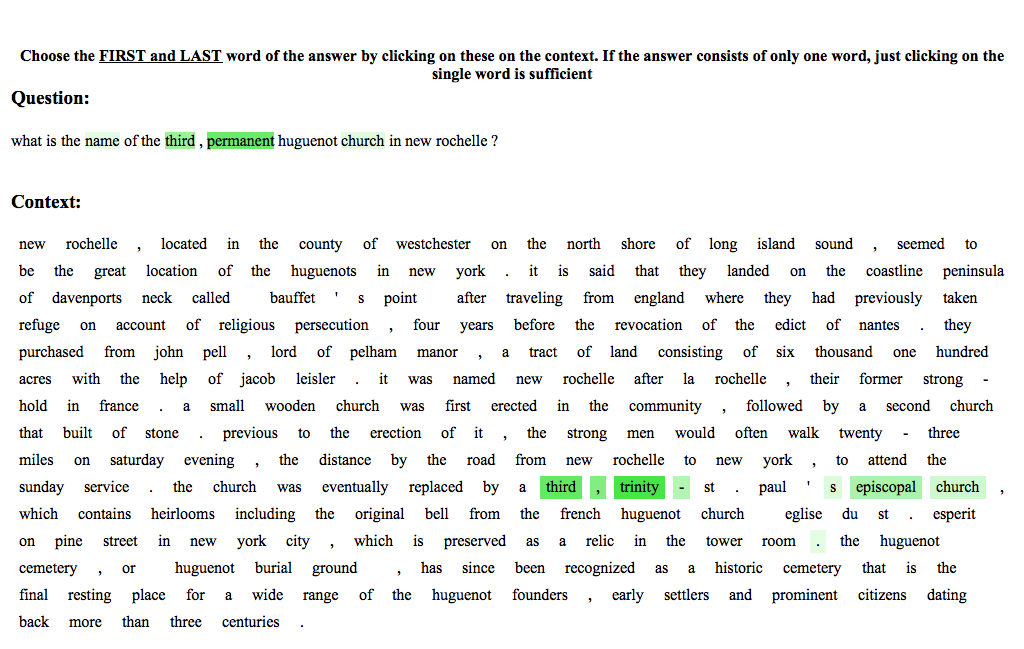 Choose the FIRST and LAST word of the answer by clicking on these on the context. If the answer consists of only one word, just clicking on the
single word is sufficient
Question:
what is the name of the third , permanent huguenot church in new rochelle ?
Context:
new rochelle , located in the county of westchester on the north shore of long island sound , seemed to
be the great location of the huguenots in new york . it is said that they landed on the coastline peninsula
of davenports neck called bauffet ' s point after traveling from england where they had previously taken
refuge on account of religious persecution , four years before the revocation of the edict of nantes . they
purchased from john pell , lord of pelham manor , a tract of land consisting of six thousand one hundred
acres with the help of jacob leisler . it was named new rochelle after la rochelle , their former strong -
hold in france . a small wooden church was first erected in the community , followed by a second church
that built of stone . previous to the erection of it , the strong men would often walk twenty - three
miles on saturday evening , the distance by the road from new rochelle to new york , to attend the
sunday service . the church was eventually replaced by a third , trinity - st . paul ' s episcopal church ,
which contains heirlooms including the original bell from the french huguenot church eglise du st . esperit
on pine street in new york city , which is preserved as a relic in the tower room . the huguenot
cemetery , or huguenot burial ground , has since been recognized as a historic cemetery that is the
final resting place for a wide range of the huguenot founders , early settlers and prominent citizens dating
back more than three centuries .